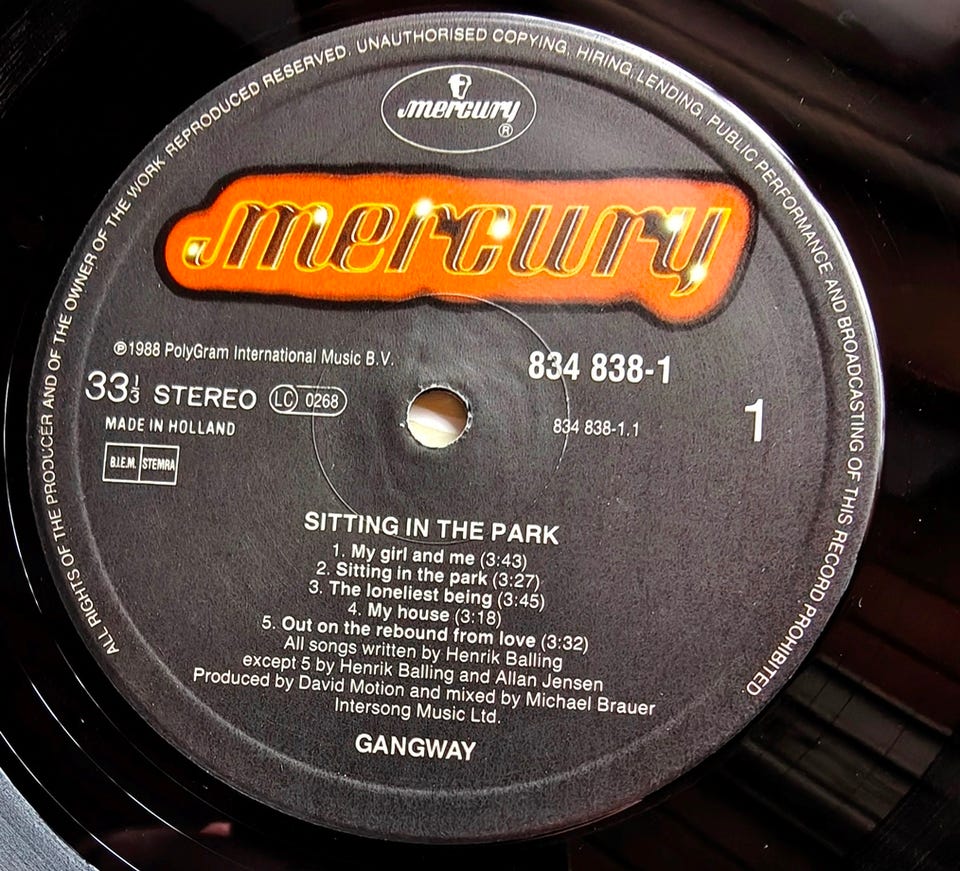 ALL RIGHTS OF THE PRODUCER AND OF THE OWNER OF THE WORK REPRODUCED RESERVED. UNAUTHORISED COPYING, HIRING, LENDING, PUBLIC PERFORMANCE AND BROADCASTING OF THIS RECORD PROHIBITED.
mercury
®
mercury
℗1988 PolyGram International Music B.V.
834 838-1
33⅓ STEREO LC 0268
834 838-1.1
1
MADE IN HOLLAND
B.I.E.M. STEMRA
SITTING IN THE PARK
1. My girl and me (3:43)
2. Sitting in the park (3:27)
3. The loneliest being (3:45)
4. My house (3:18)
5. Out on the rebound from love (3:32)
All songs written by Henrik Balling
except 5 by Henrik Balling and Allan Jensen
Produced by David Motion and mixed by Michael Brauer
Intersong Music Ltd.
GANGWAY